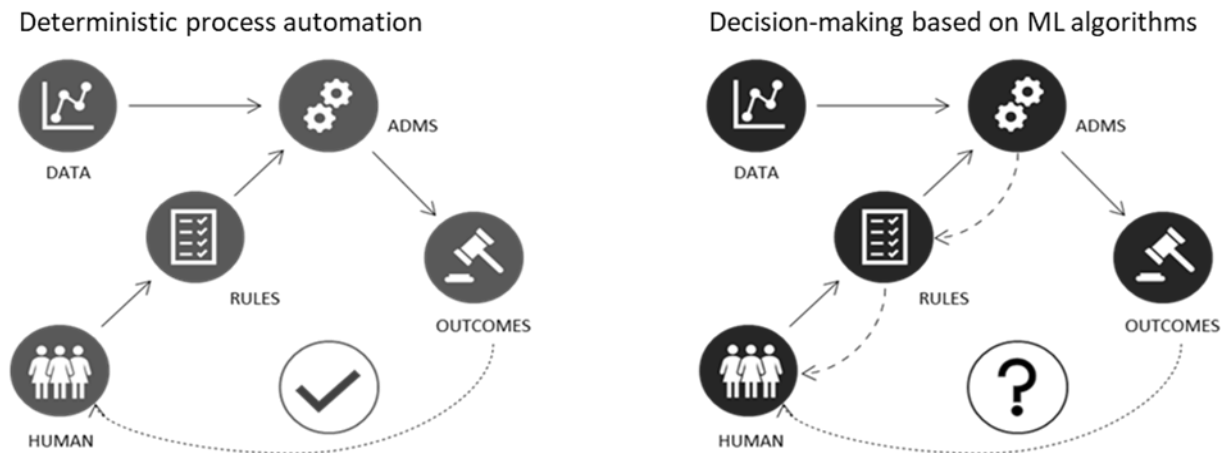 Deterministic process automation
DATA
ADMS
RULES
OUTCOMES
HUMAN
Decision-making based on ML algorithms
DATA
ADMS
RULES
OUTCOMES
?
HUMAN